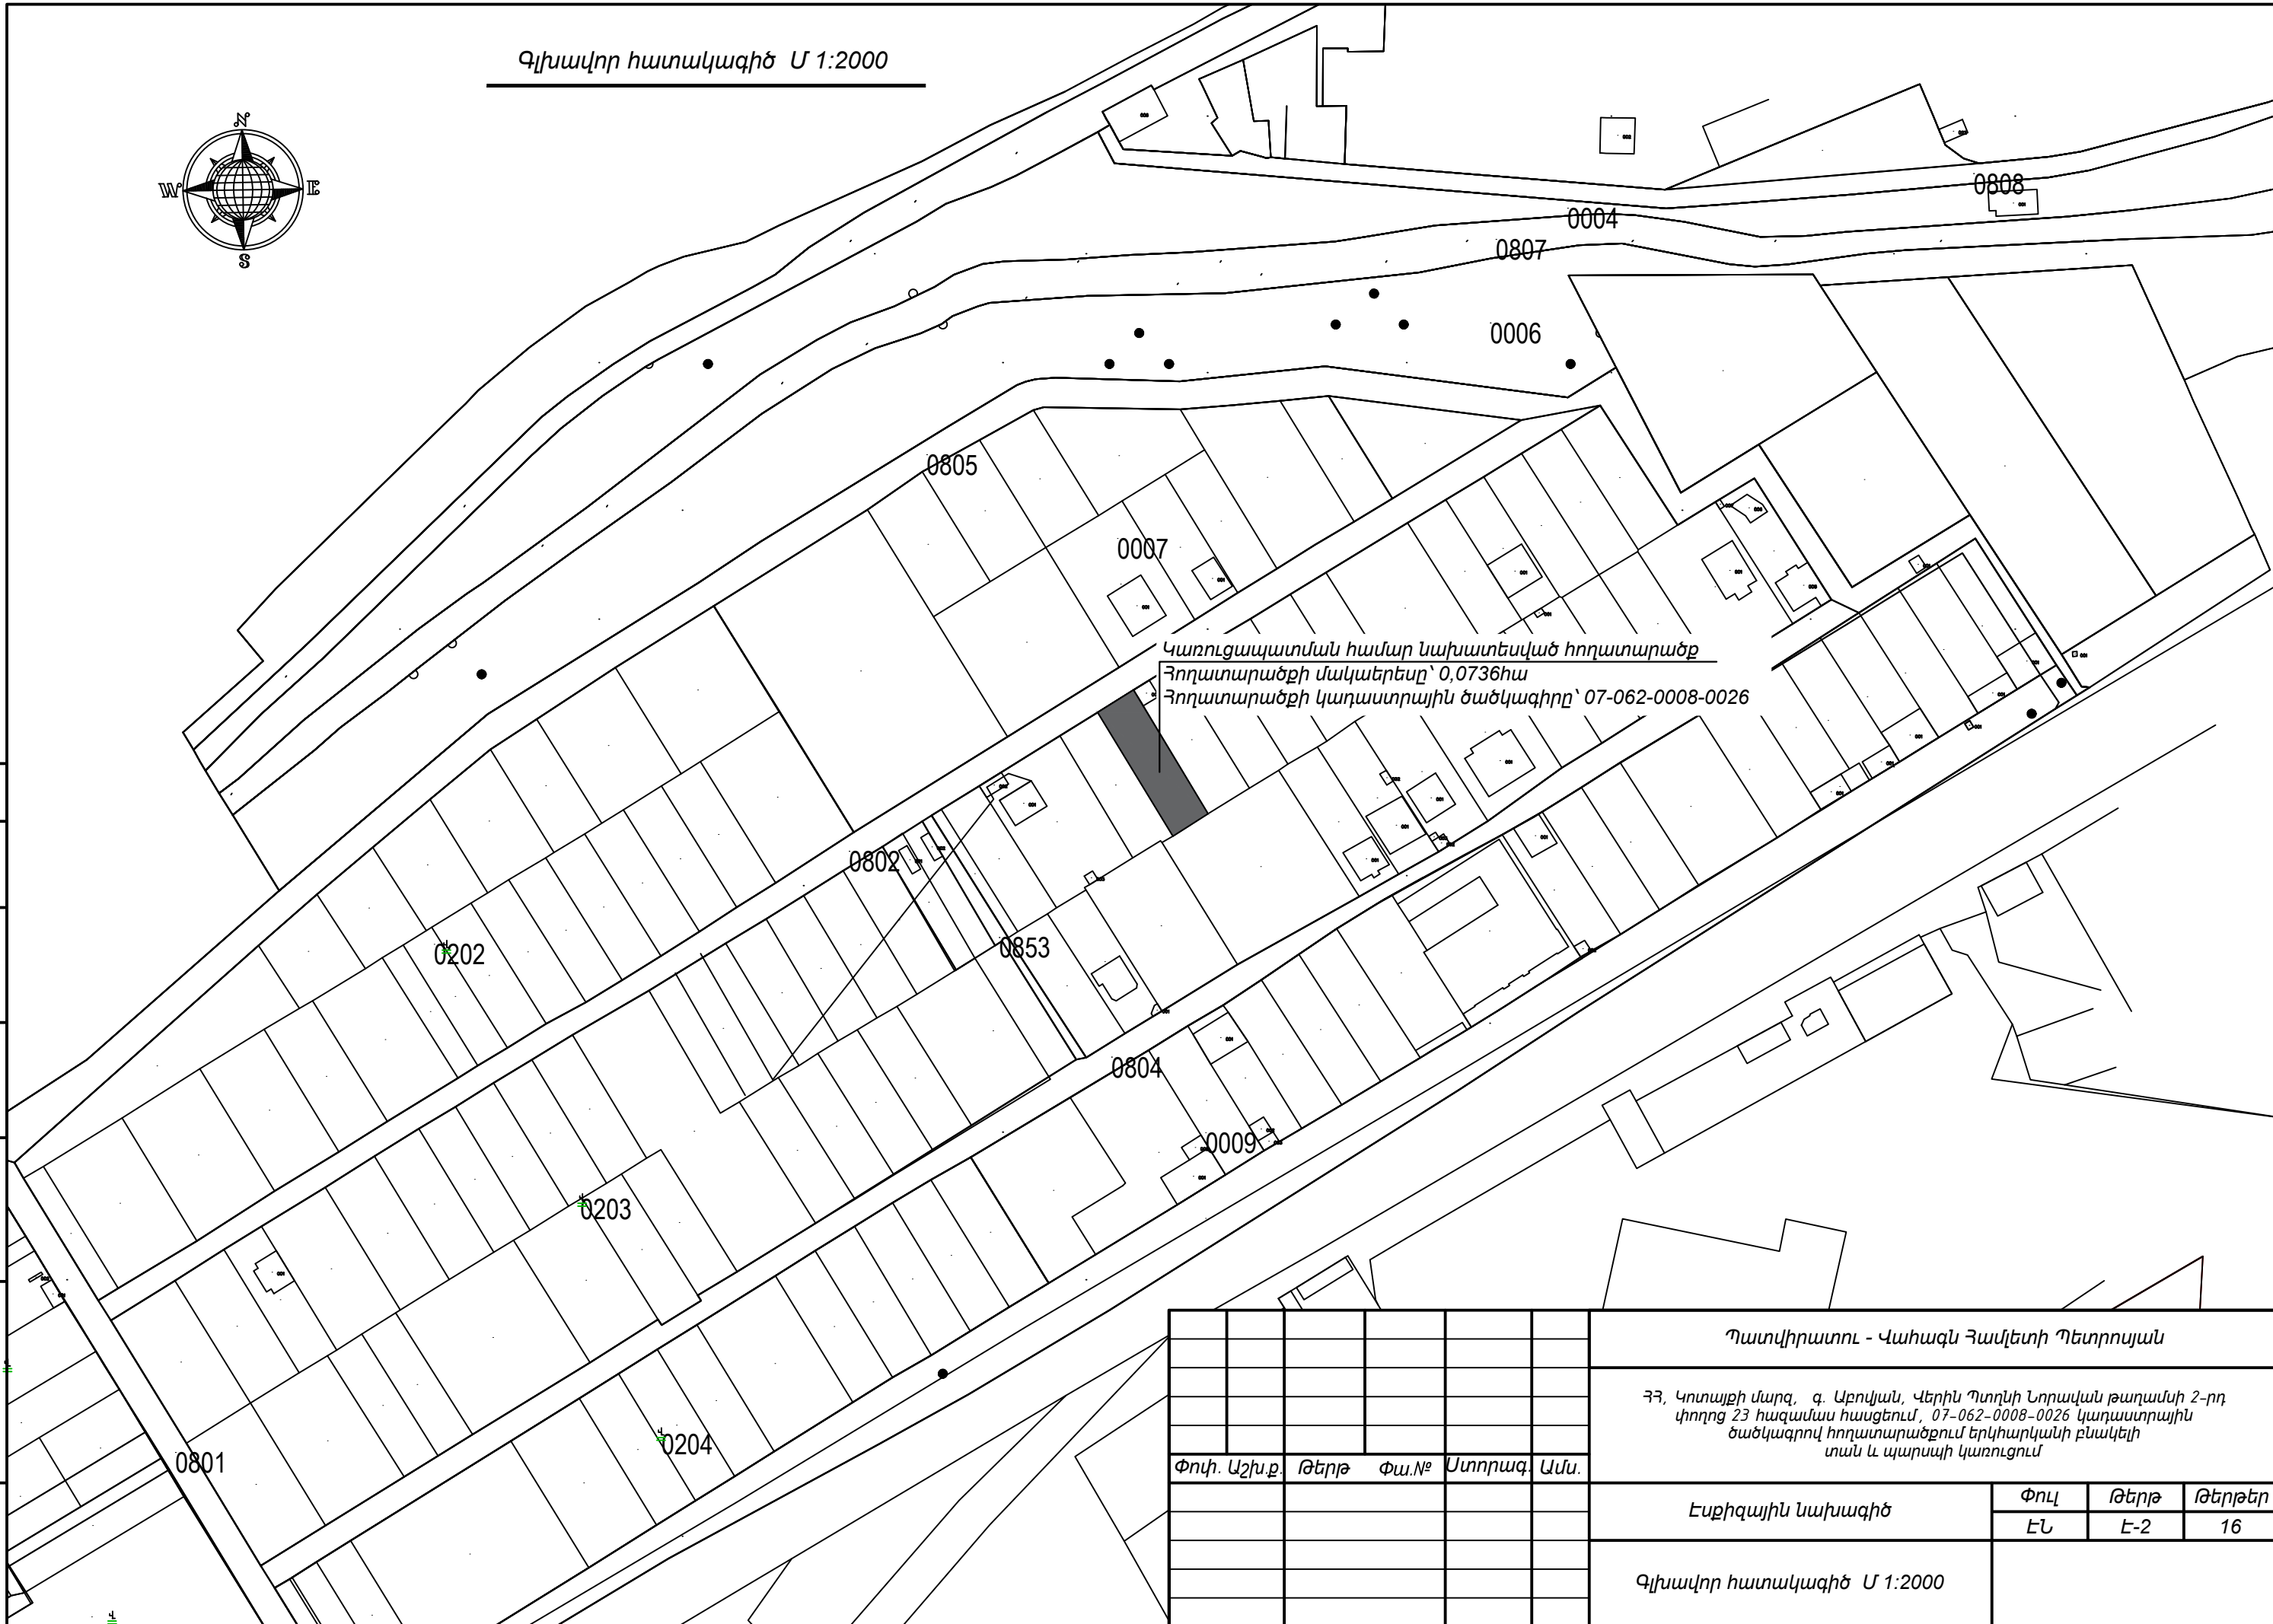 Գլխավոր հատակագիծ Մ 1:2000
N
W
E
S
0808
0004
0807
0006
0805
0007
Կառուցապատման համար նախատեսված հողատարածք
Հողատարածքի մակաերեսը՝ 0,0736հա
Հողատարածքի կադաստրային ծածկագիրը՝ 07-062-0008-0026
0802
0202
0853
0804
0009
0203
0204
0801
Պատվիրատու - Վահագն Համլետի Պետրոսյան
ՀՀ, Կոտայքի մարզ, գ. Աբովյան, Վերին Պտղնի Նորավան թաղամսի 2-րդ
փողոց 23 հազամաս հասցեում, 07-062-0008-0026 կադաստրային
ծածկագրով հողատարածքում երկհարկանի բնակելի
տան և պարսպի կառուցում
Փոփ. Աշխ.ք. Թերթ Փա.№ Ստորագ. Ամս.
Էսքիզային նախագիծ
Փուլ Թերթ Թերթեր
ԷՆ Է-2 16
Գլխավոր հատակագիծ Մ 1:2000